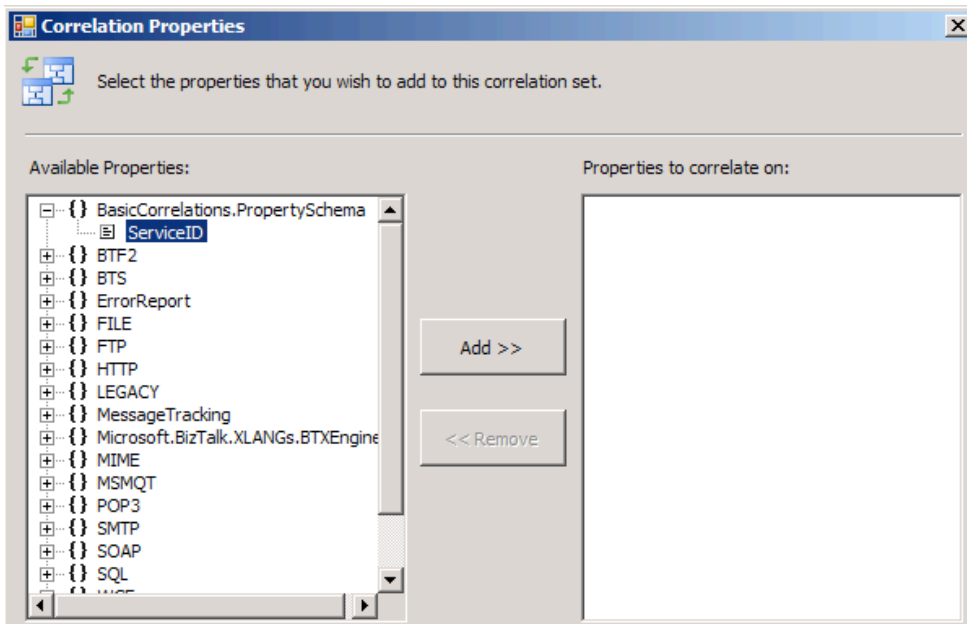 Correlation Properties
Select the properties that you wish to add to this correlation set.
Available Properties:
Properties to correlate on:
{} BasicCorrelations.PropertySchema
ServiceID
{} BTF2
{} BTS
{} ErrorReport
{} FILE
{} FTP
{} HTTP
{} LEGACY
{} MessageTracking
{} Microsoft.BizTalk.XLANGs.BTXEngine
{} MIME
{} MSMQT
{} POP3
{} SMTP
{} SOAP
{} SQL
Add >>
<< Remove